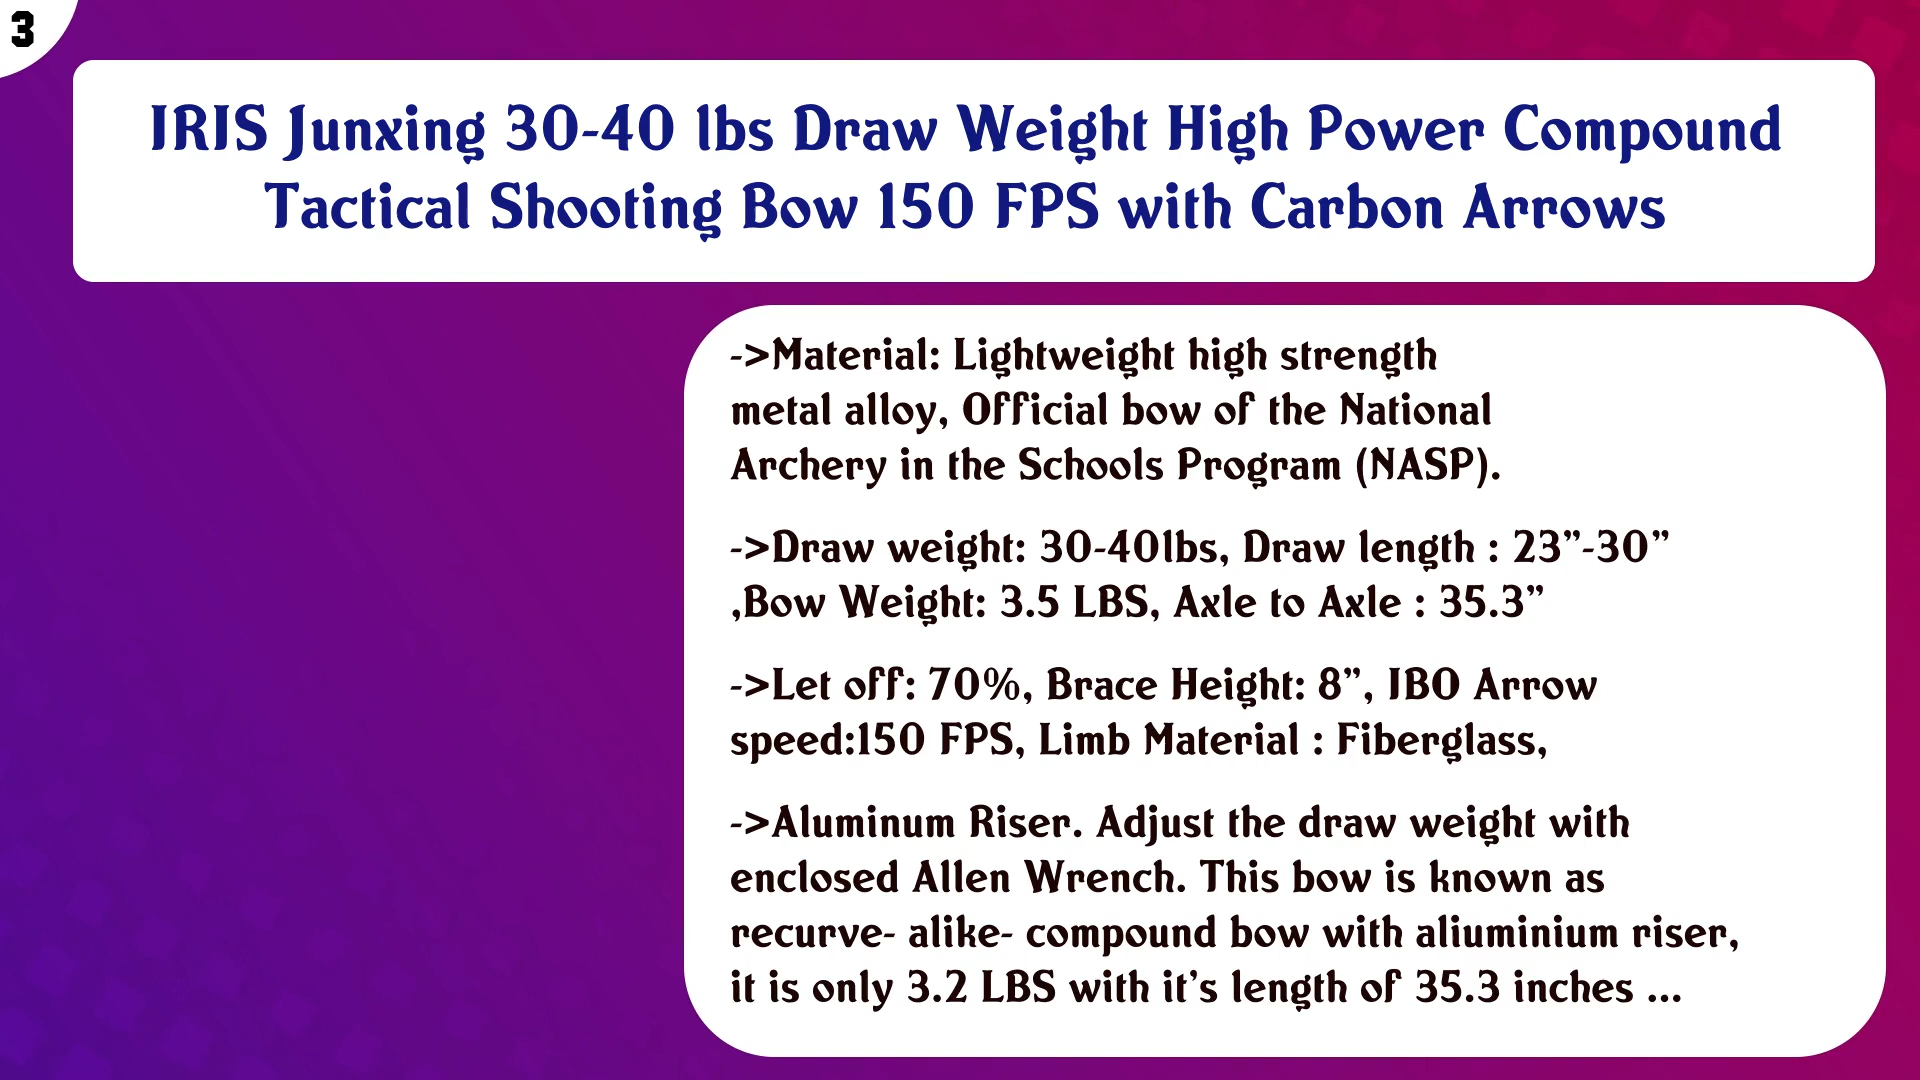 3
IRIS Junxing 30-40 lbs Draw Weight High Power Compound
Tactical Shooting Bow 150 FPS with Carbon Arrows
->Material: Lightweight high strength
metal alloy, Official bow of the National
Archery in the Schools Program (NASP).
->Draw weight: 30-40lbs, Draw length : 23”-30”
,Bow Weight: 3.5 LBS, Axle to Axle : 35.3”
->Let off: 70%, Brace Height: 8”, IBO Arrow
speed:150 FPS, Limb Material : Fiberglass,
->Aluminum Riser. Adjust the draw weight with
enclosed Allen Wrench. This bow is known as
recurve- alike- compound bow with aliuminium riser,
it is only 3.2 LBS with it’s length of 35.3 inches ...